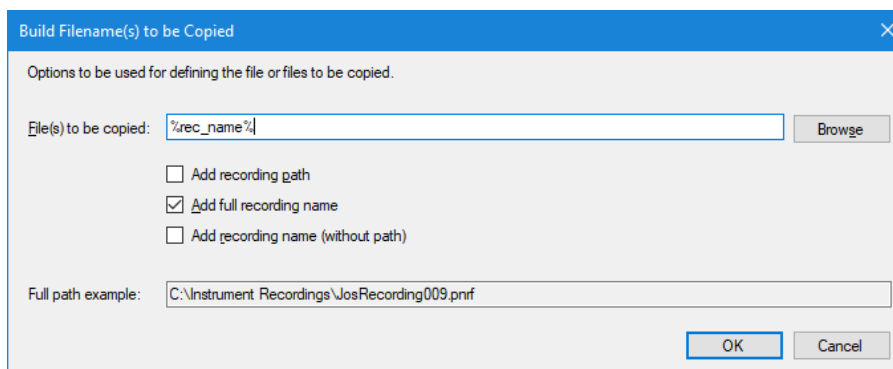 Build Filename(s) to be Copied
Options to be used for defining the file or files to be copied.
File(s) to be copied: %rec_name% Browse
Add recording path
Add full recording name
Add recording name (without path)
Full path example: C:\Instrument Recordings\JosRecording009.pnrf
OK Cancel